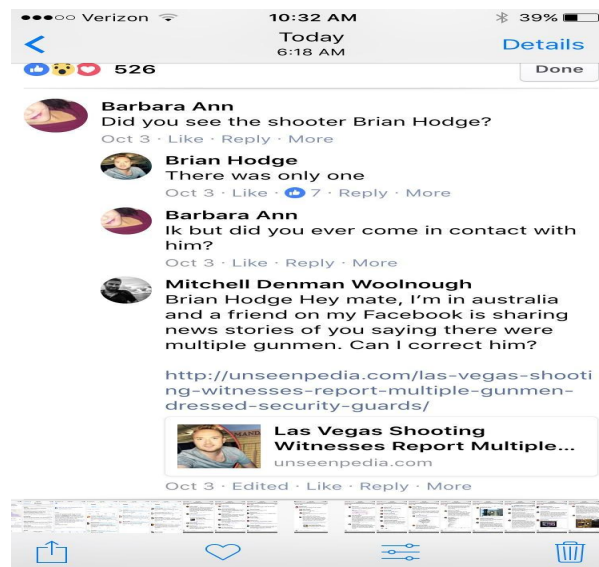 Verizon 10:32 AM 39%
Today
6:18 AM
Details
526
Done
Barbara Ann
Did you see the shooter Brian Hodge?
Oct 3 · Like · Reply · More
Brian Hodge
There was only one
Oct 3 · Like · 7 · Reply · More
Barbara Ann
Ik but did you ever come in contact with
him?
Oct 3 · Like · Reply · More
Mitchell Denman Woolnough
Brian Hodge Hey mate, I'm in australia
and a friend on my Facebook is sharing
news stories of you saying there were
multiple gunmen. Can I correct him?
http://unseenpedia.com/las-vegas-shooti
ng-witnesses-report-multiple-gunmen-
dressed-security-guards/
Las Vegas Shooting
Witnesses Report Multiple...
unseenpedia.com
Oct 3 · Edited · Like · Reply · More